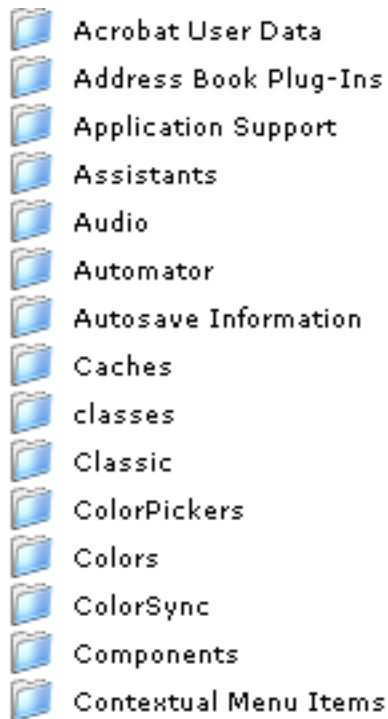 Acrobat User Data
Address Book Plug-Ins
Application Support
Assistants
Audio
Automator
Autosave Information
Caches
classes
Classic
ColorPickers
Colors
ColorSync
Components
Contextual Menu Items